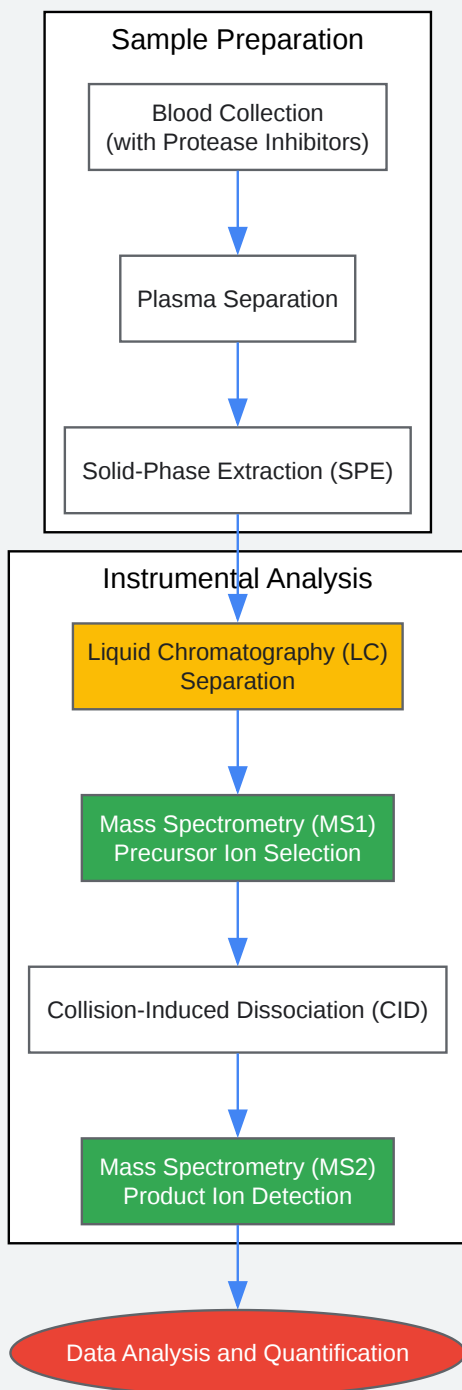 Sample Preparation
Blood Collection
(with Protease Inhibitors)
Plasma Separation
Solid-Phase Extraction (SPE)
Instrumental Analysis
Liquid Chromatography (LC)
Separation
Mass Spectrometry (MS1)
Precursor Ion Selection
Collision-Induced Dissociation (CID)
Mass Spectrometry (MS2)
Product Ion Detection
Data Analysis and Quantification